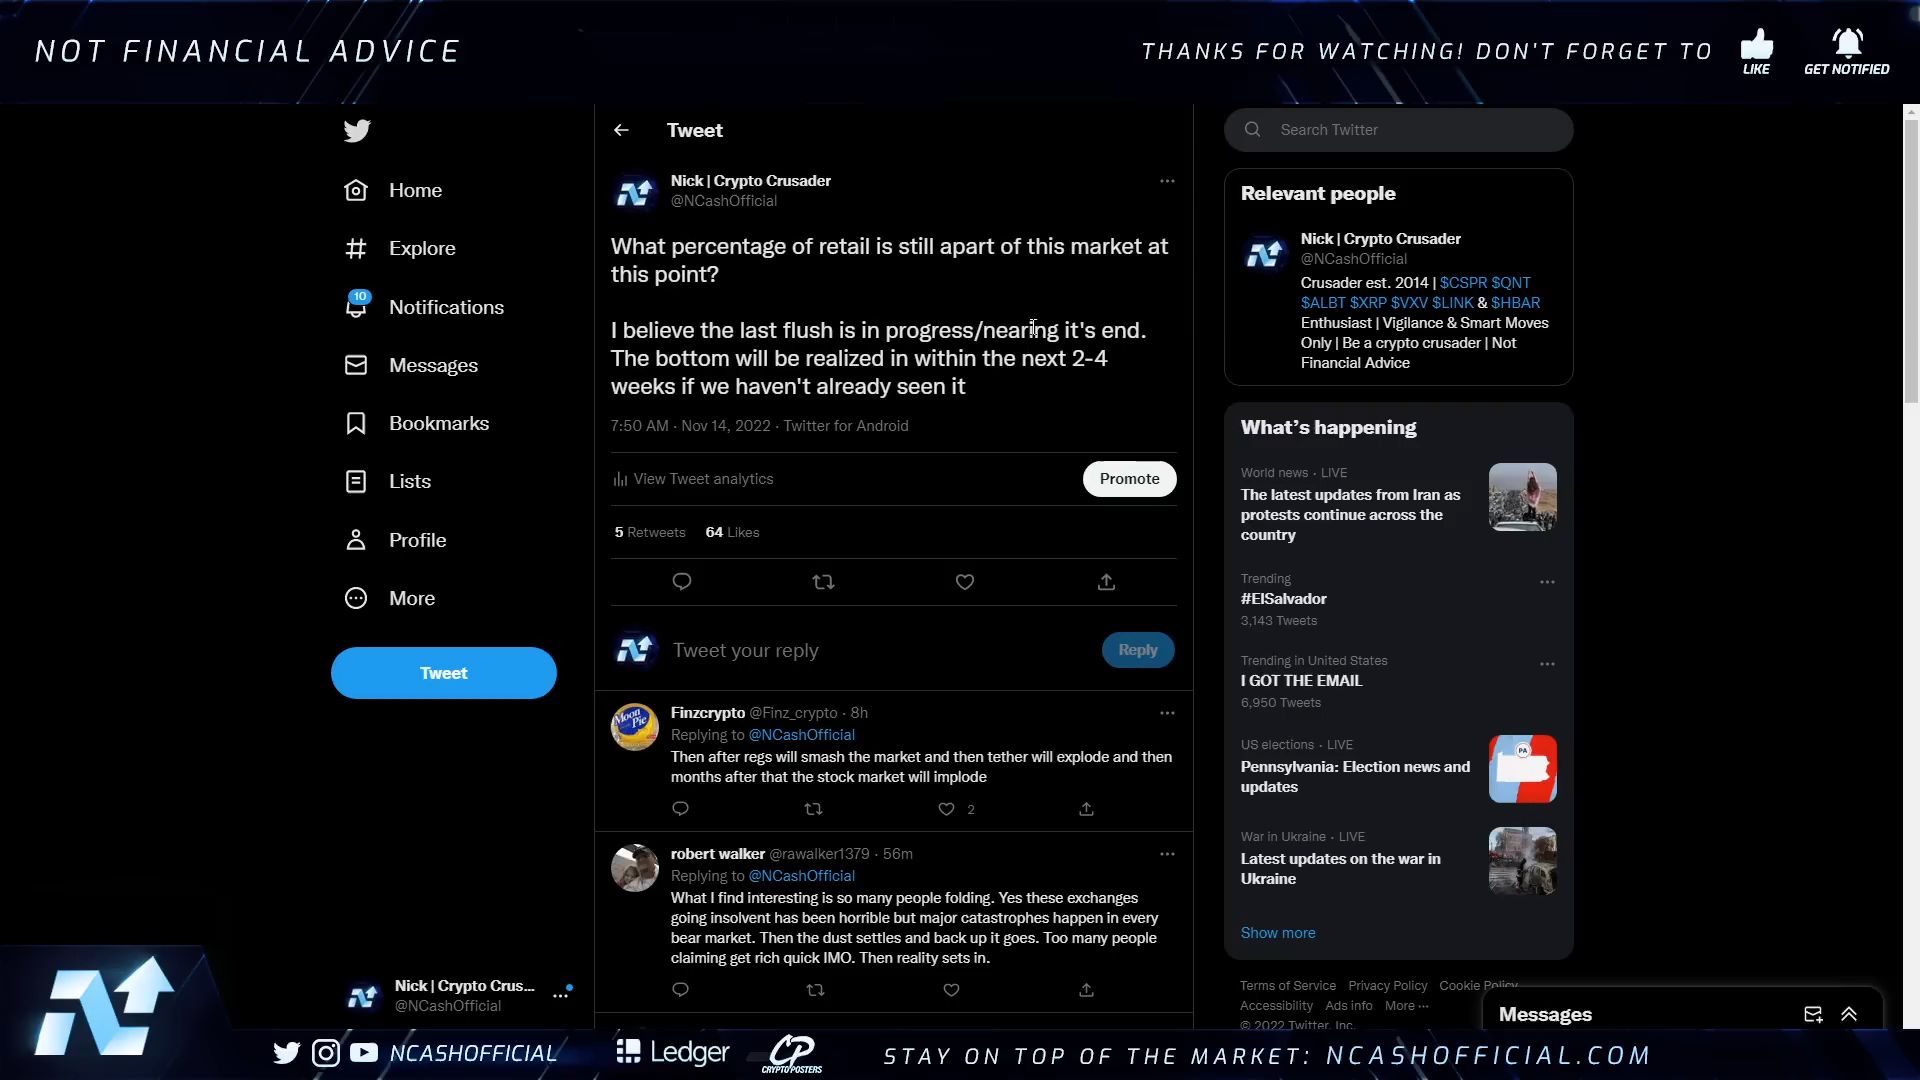 NOT FINANCIAL ADVICE
THANKS FOR WATCHING! DON'T FORGET TO
LIKE
GET NOTIFIED
Home
Explore
10
Notifications
Messages
Bookmarks
Lists
Profile
More
Tweet
Nick | Crypto Crus...
@NCashOfficial
Tweet
Nick | Crypto Crusader
@NCashOfficial
What percentage of retail is still apart of this market at
this point?
I believe the last flush is in progress/nearing it's end.
The bottom will be realized in within the next 2-4
weeks if we haven't already seen it
7:50 AM · Nov 14, 2022 · Twitter for Android
View Tweet analytics
Promote
5 Retweets 64 Likes
Tweet your reply
Reply
Finzcrypto @Finz_crypto · 8h
Moon Pie
Replying to @NCashOfficial
Then after regs will smash the market and then tether will explode and then
months after that the stock market will implode
2
robert walker @rawalker1379 · 56m
Replying to @NCashOfficial
What I find interesting is so many people folding. Yes these exchanges
going insolvent has been horrible but major catastrophes happen in every
bear market. Then the dust settles and back up it goes. Too many people
claiming get rich quick IMO. Then reality sets in.
Search Twitter
Relevant people
Nick | Crypto Crusader
@NCashOfficial
Crusader est. 2014 | $CSPR $QNT
$ALBT $XRP $VXV $LINK & $HBAR
Enthusiast | Vigilance & Smart Moves
Only | Be a crypto crusader | Not
Financial Advice
What's happening
World news · LIVE
The latest updates from Iran as
protests continue across the
country
Trending
#ElSalvador
3,143 Tweets
Trending in United States
I GOT THE EMAIL
6,950 Tweets
US elections · LIVE
Pennsylvania: Election news and
updates
PA
War in Ukraine · LIVE
Latest updates on the war in
Ukraine
Show more
Terms of Service Privacy Policy Cookie Policy
Accessibility Ads info More ···
© 2022 Twitter, Inc.
Messages
NCASHOFFICIAL
Ledger
CP
CRYPTOPOSTERS
STAY ON TOP OF THE MARKET: NCASHOFFICIAL.COM